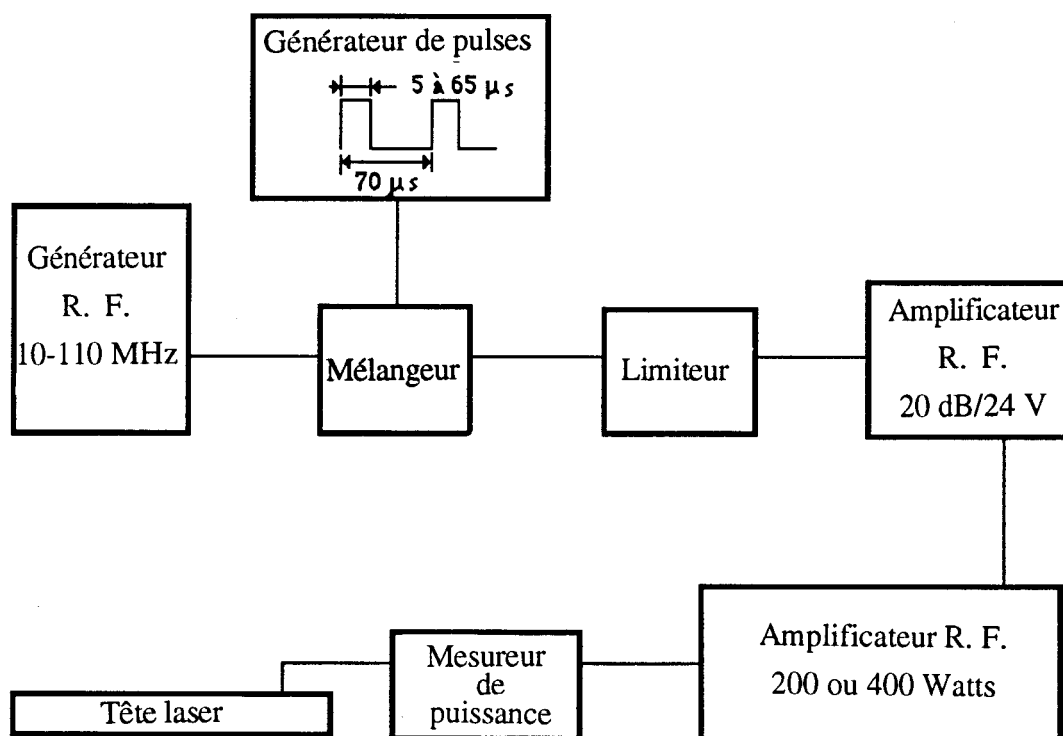 Générateur de pulses
5 à 65 µs
70 µs
Générateur
R. F.
10-110 MHz
Mélangeur
Limiteur
Amplificateur
R. F.
20 dB/24 V
Amplificateur R. F.
200 ou 400 Watts
Mesureur
de
puissance
Tête laser